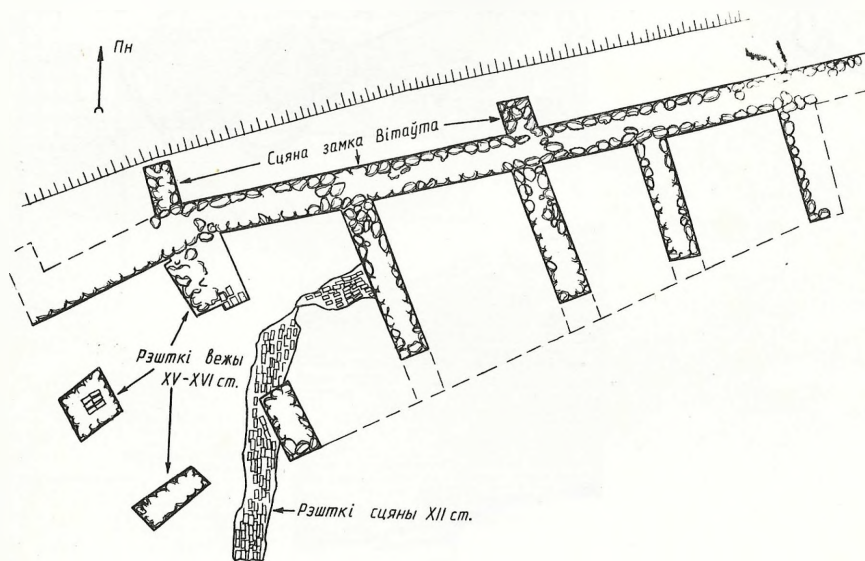 Пн
Сцяна замка Вітаўта
Рэшткі вежы
XV-XVI ст.
Рэшткі сцяны XII ст.